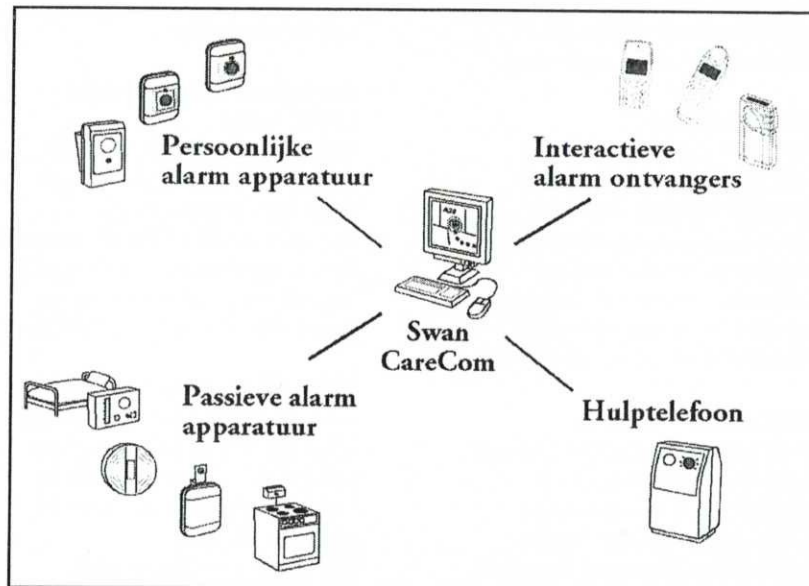 Persoonlijke
alarm apparatuur
Interactieve
alarm ontvangers
Swan
CareCom
Passieve alarm
apparatuur
Hulptelefoon